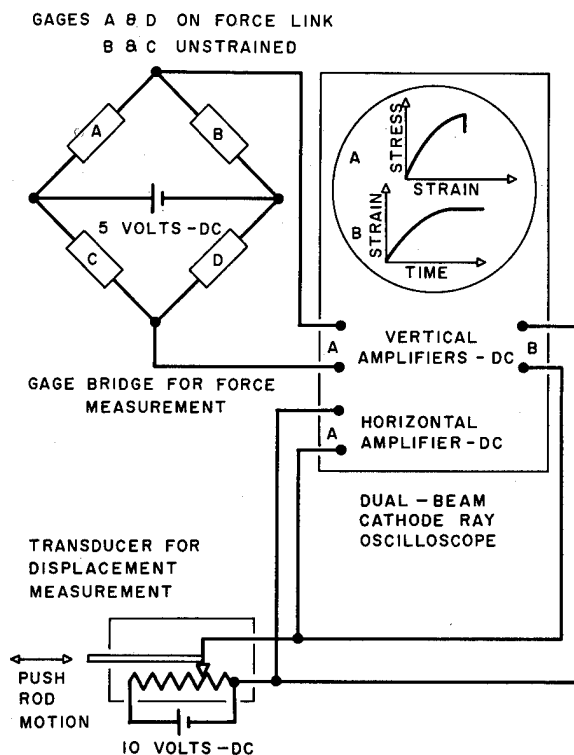 GAGES A & D ON FORCE LINK
B & C UNSTRAINED
A
B
C
D
5 VOLTS-DC
GAGE BRIDGE FOR FORCE
MEASUREMENT
A
STRESS
STRAIN
B
STRAIN
TIME
A
VERTICAL
AMPLIFIERS - DC
B
A
HORIZONTAL
AMPLIFIER-DC
DUAL - BEAM
CATHODE RAY
OSCILLOSCOPE
TRANSDUCER FOR
DISPLACEMENT
MEASUREMENT
PUSH
ROD
MOTION
10 VOLTS-DC